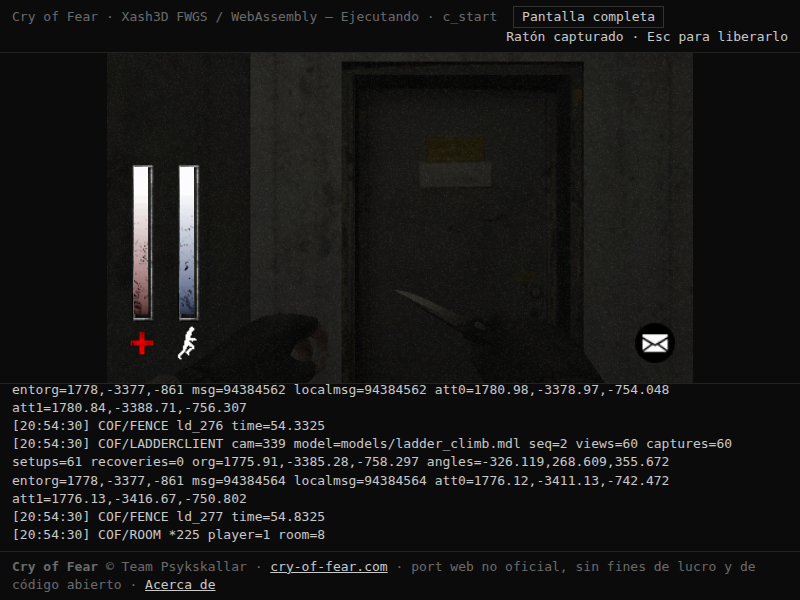 Cry of Fear · Xash3D FWGS / WebAssembly — Ejecutando · c_start Pantalla completa
Ratón capturado · Esc para liberarlo
entorg=1778,-3377,-861 msg=94384562 localmsg=94384562 att0=1780.98,-3378.97,-754.048
att1=1780.84,-3388.71,-756.307
[20:54:30] COF/FENCE ld_276 time=54.3325
[20:54:30] COF/LADDERCLIENT cam=339 model=models/ladder_climb.mdl seq=2 views=60 captures=60
setups=61 recoveries=0 org=1775.91,-3385.28,-758.297 angles=-326.119,268.609,355.672
entorg=1778,-3377,-861 msg=94384564 localmsg=94384564 att0=1776.12,-3411.13,-742.472
att1=1776.13,-3416.67,-750.802
[20:54:30] COF/FENCE ld_277 time=54.8325
[20:54:30] COF/ROOM *225 player=1 room=8
Cry of Fear © Team Psykskallar · cry-of-fear.com · port web no oficial, sin fines de lucro y de
código abierto · Acerca de